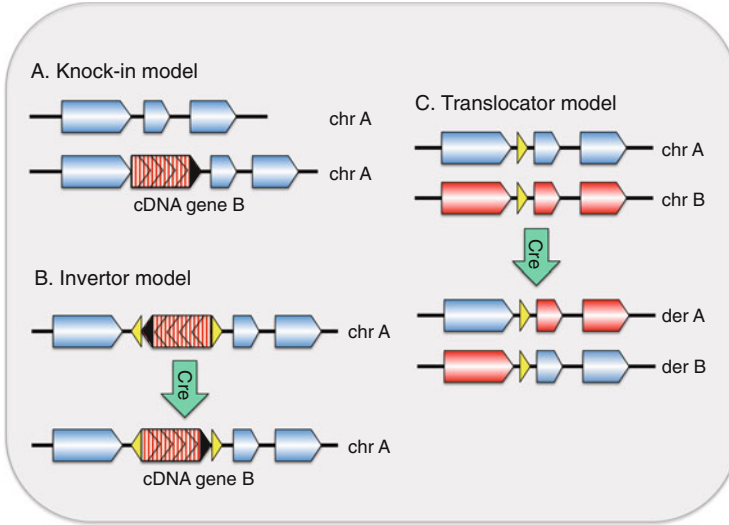 A. Knock-in model
chr A
chr A
cDNA gene B
B. Invertor model
chr A
Cre
chr A
cDNA gene B
C. Translocator model
chr A
chr B
Cre
der A
der B